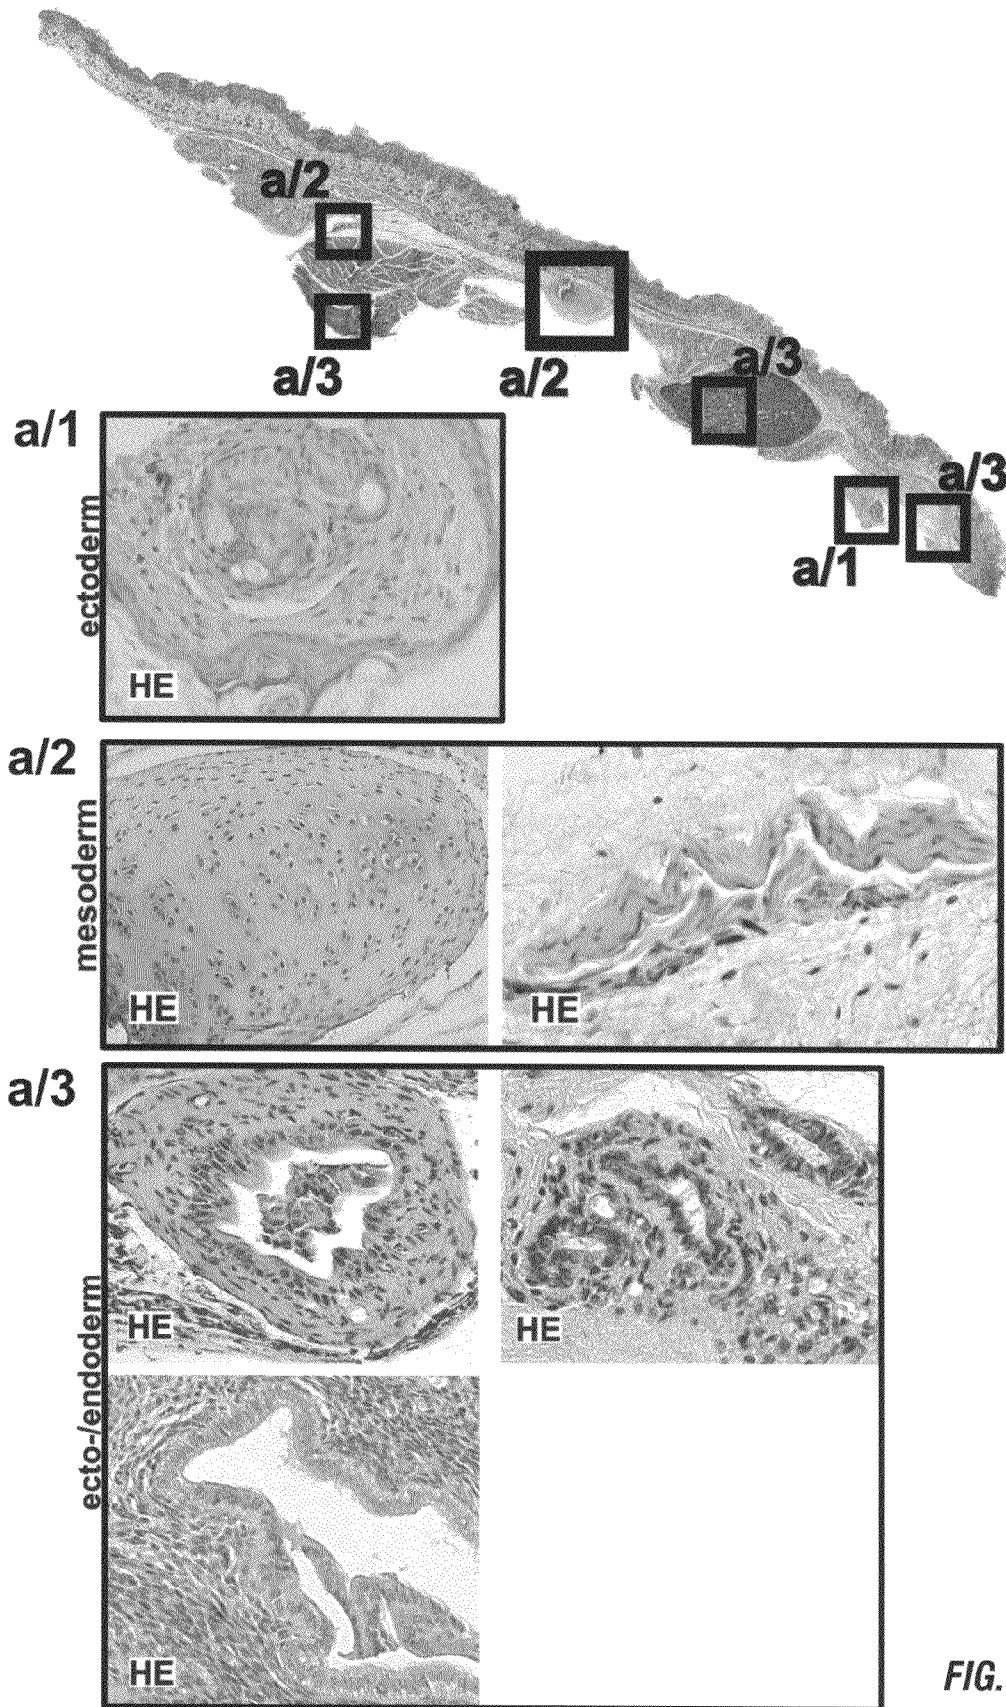 a/2
a/3
a/2
a/3
a/3
a/1
a/1
ectoderm
HE
a/2
mesoderm
HE
HE
a/3
ecto-/endoderm
HE
HE
HE
FIG.